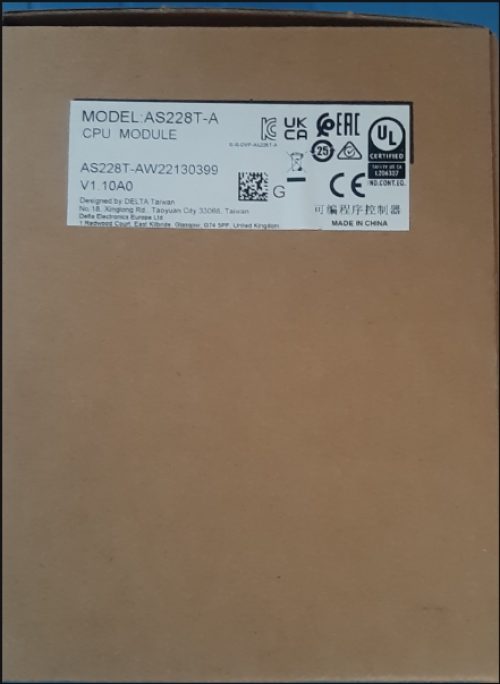 MODEL:AS228T-A
CPU MODULE
AS228T-AW22130399
V1.10A0
G
Designed by DELTA Taiwan
No.18, Xinglong Rd., Taoyuan City 33068, Taiwan
Delta Electronics Europe Ltd
1 Redwood Court, East Kilbride, Glasgow, G74 5PF, United Kingdom
UK
CA
EAC
25
UL
CERTIFIED
CE
IND.CONT.EQ.
可编程序控制器
MADE IN CHINA